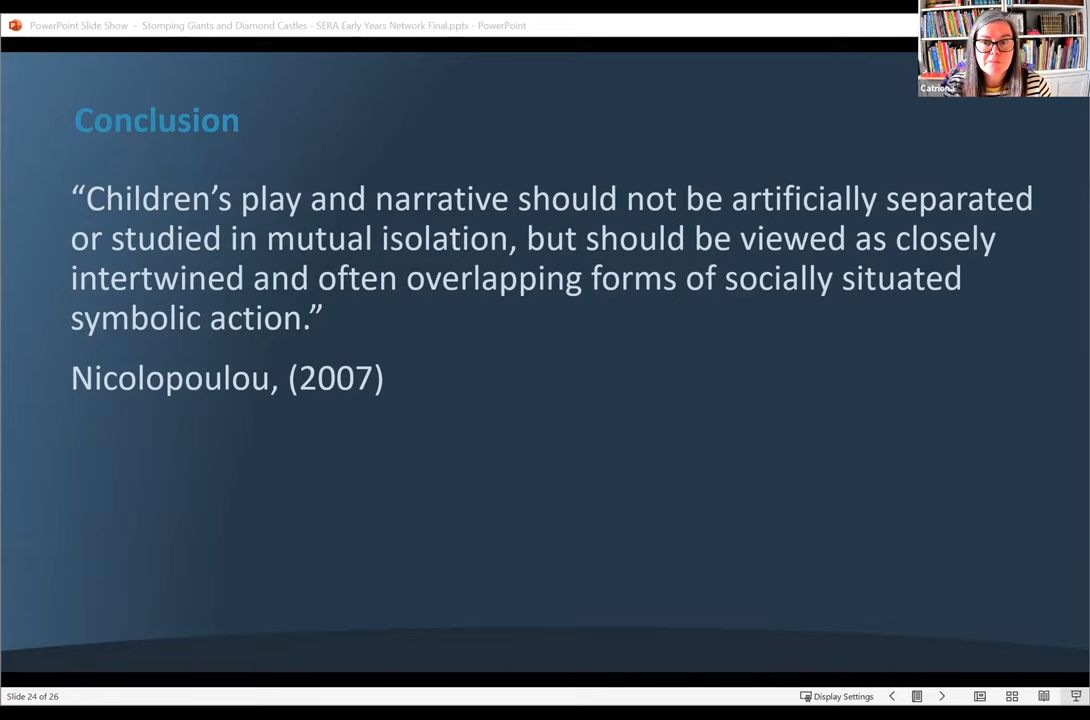 PowerPoint Slide Show - Stomping Giants and Diamond Castles - SERA Early Years Network Final.pptx - PowerPoint
Catriona
Conclusion
“Children’s play and narrative should not be artificially separated
or studied in mutual isolation, but should be viewed as closely
intertwined and often overlapping forms of socially situated
symbolic action.”
Nicolopoulou, (2007)
Slide 24 of 26
Display Settings